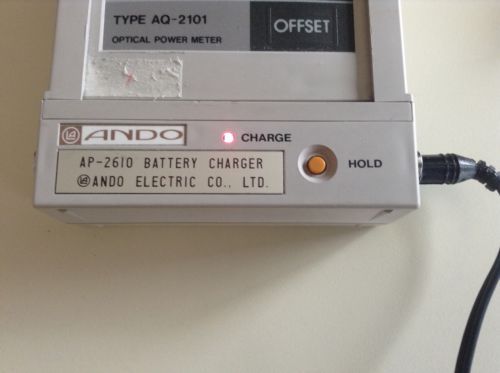 TYPE AQ-2101
OPTICAL POWER METER
OFFSET
ANDO
CHARGE
AP-2610 BATTERY CHARGER
ANDO ELECTRIC CO., LTD.
HOLD